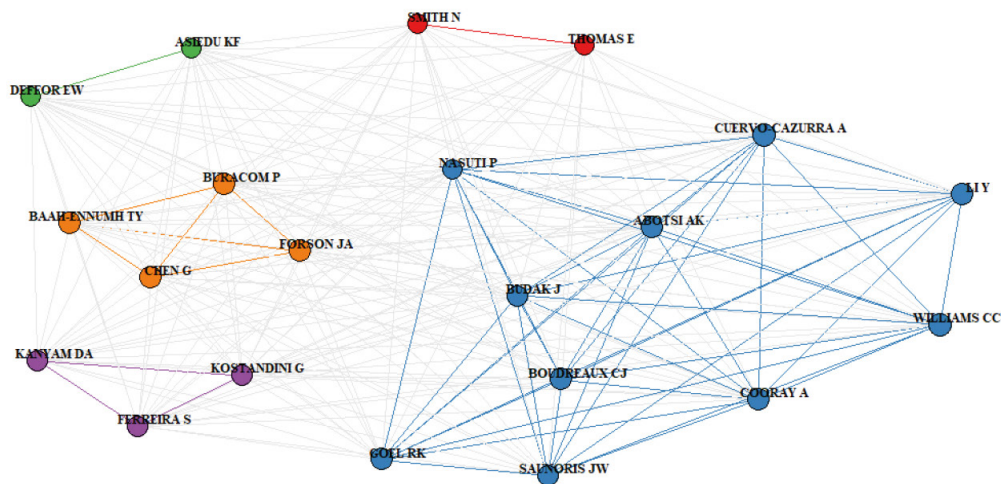 SMITH N
THOMAS E
ASIEDU KF
DEFFOR EW
CUERVO-CAZURRA A
NASUTI P
BURACOM P
LI Y
BAAH-ENNUMH TY
ABOTSI AK
FORSON JA
CHEN G
BUDAK J
WILLIAMS CC
KANYAM DA
KOSTANDINI G
BOUDREAUX CJ
COORAY A
FERREIRA S
GOEL RK
SAUNORIS JW